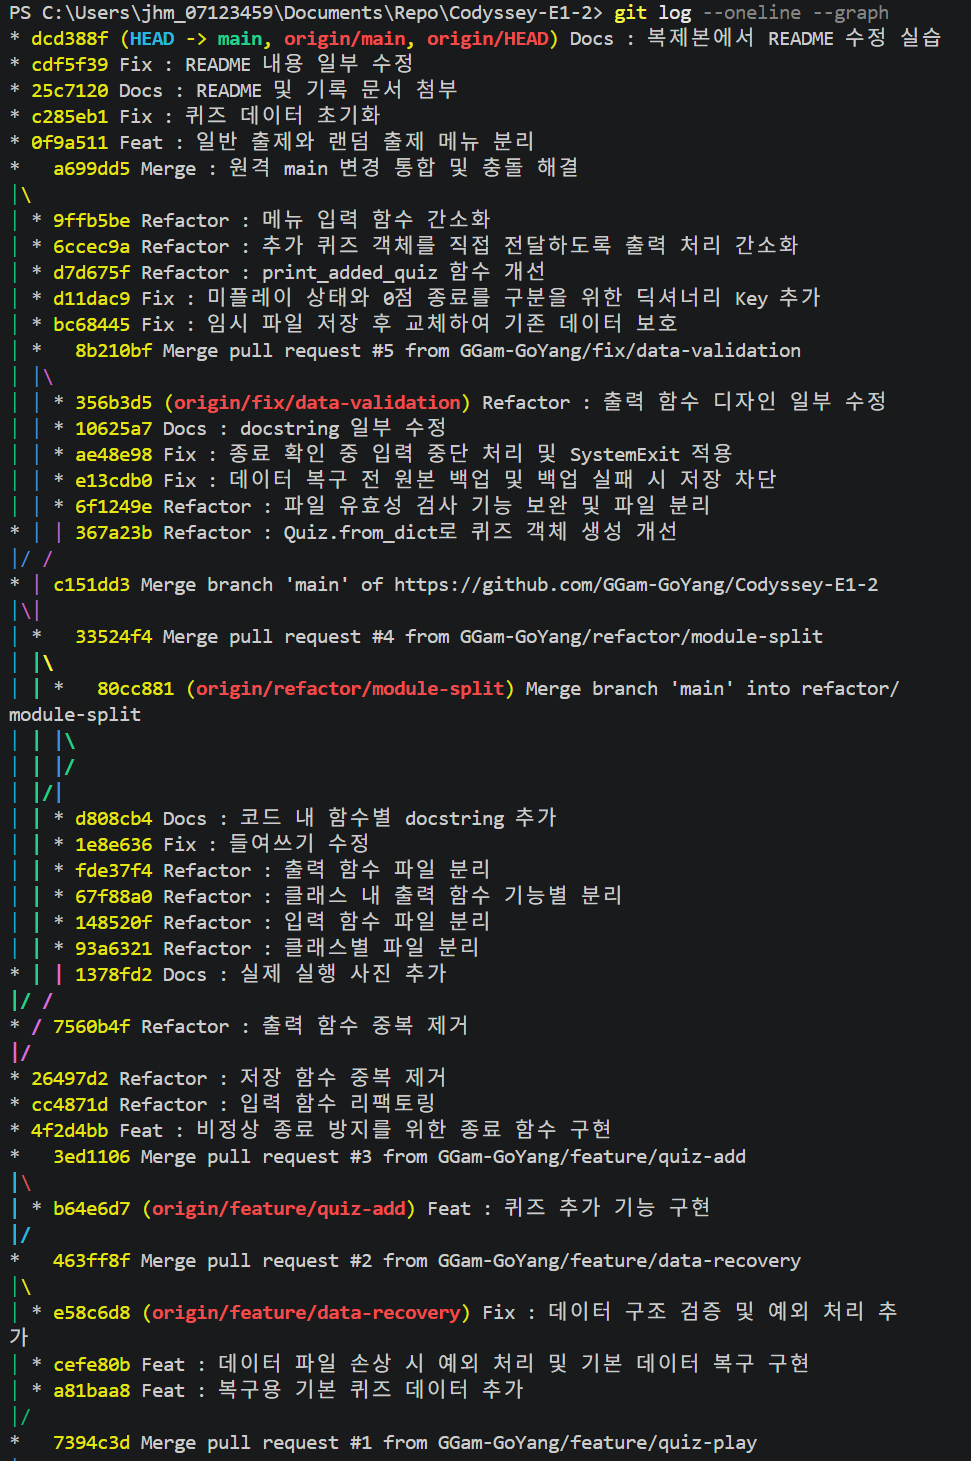 PS C:\Users\jhm_07123459\Documents\Repo\Codyssey-E1-2> git log --oneline --graph
* dcd388f (HEAD -> main, origin/main, origin/HEAD) Docs : 복제본에서 README 수정 실습
* cdf5f39 Fix : README 내용 일부 수정
* 25c7120 Docs : README 및 기록 문서 첨부
* c285eb1 Fix : 퀴즈 데이터 초기화
* 0f9a511 Feat : 일반 출제와 랜덤 출제 메뉴 분리
*   a699dd5 Merge : 원격 main 변경 통합 및 충돌 해결
|\
| * 9ffb5be Refactor : 메뉴 입력 함수 간소화
| * 6ccec9a Refactor : 추가 퀴즈 객체를 직접 전달하도록 출력 처리 간소화
| * d7d675f Refactor : print_added_quiz 함수 개선
| * d11dac9 Fix : 미플레이 상태와 0점 종료를 구분을 위한 딕셔너리 Key 추가
| * bc68445 Fix : 임시 파일 저장 후 교체하여 기존 데이터 보호
| *   8b210bf Merge pull request #5 from GGam-GoYang/fix/data-validation
| |\
| | * 356b3d5 (origin/fix/data-validation) Refactor : 출력 함수 디자인 일부 수정
| | * 10625a7 Docs : docstring 일부 수정
| | * ae48e98 Fix : 종료 확인 중 입력 중단 처리 및 SystemExit 적용
| | * e13cdb0 Fix : 데이터 복구 전 원본 백업 및 백업 실패 시 저장 차단
| | * 6f1249e Refactor : 파일 유효성 검사 기능 보완 및 파일 분리
* | | 367a23b Refactor : Quiz.from_dict로 퀴즈 객체 생성 개선
|/ /
* | c151dd3 Merge branch 'main' of https://github.com/GGam-GoYang/Codyssey-E1-2
|\|
| *   33524f4 Merge pull request #4 from GGam-GoYang/refactor/module-split
| |\
| | *   80cc881 (origin/refactor/module-split) Merge branch 'main' into refactor/
module-split
| | |\
| | |/
| |/|
| | * d808cb4 Docs : 코드 내 함수별 docstring 추가
| | * 1e8e636 Fix : 들여쓰기 수정
| | * fde37f4 Refactor : 출력 함수 파일 분리
| | * 67f88a0 Refactor : 클래스 내 출력 함수 기능별 분리
| | * 148520f Refactor : 입력 함수 파일 분리
| | * 93a6321 Refactor : 클래스별 파일 분리
* | | 1378fd2 Docs : 실제 실행 사진 추가
|/ /
* / 7560b4f Refactor : 출력 함수 중복 제거
|/
* 26497d2 Refactor : 저장 함수 중복 제거
* cc4871d Refactor : 입력 함수 리팩토링
* 4f2d4bb Feat : 비정상 종료 방지를 위한 종료 함수 구현
*   3ed1106 Merge pull request #3 from GGam-GoYang/feature/quiz-add
|\
| * b64e6d7 (origin/feature/quiz-add) Feat : 퀴즈 추가 기능 구현
|/
*   463ff8f Merge pull request #2 from GGam-GoYang/feature/data-recovery
|\
| * e58c6d8 (origin/feature/data-recovery) Fix : 데이터 구조 검증 및 예외 처리 추
가
| * cefe80b Feat : 데이터 파일 손상 시 예외 처리 및 기본 데이터 복구 구현
| * a81baa8 Feat : 복구용 기본 퀴즈 데이터 추가
|/
*   7394c3d Merge pull request #1 from GGam-GoYang/feature/quiz-play